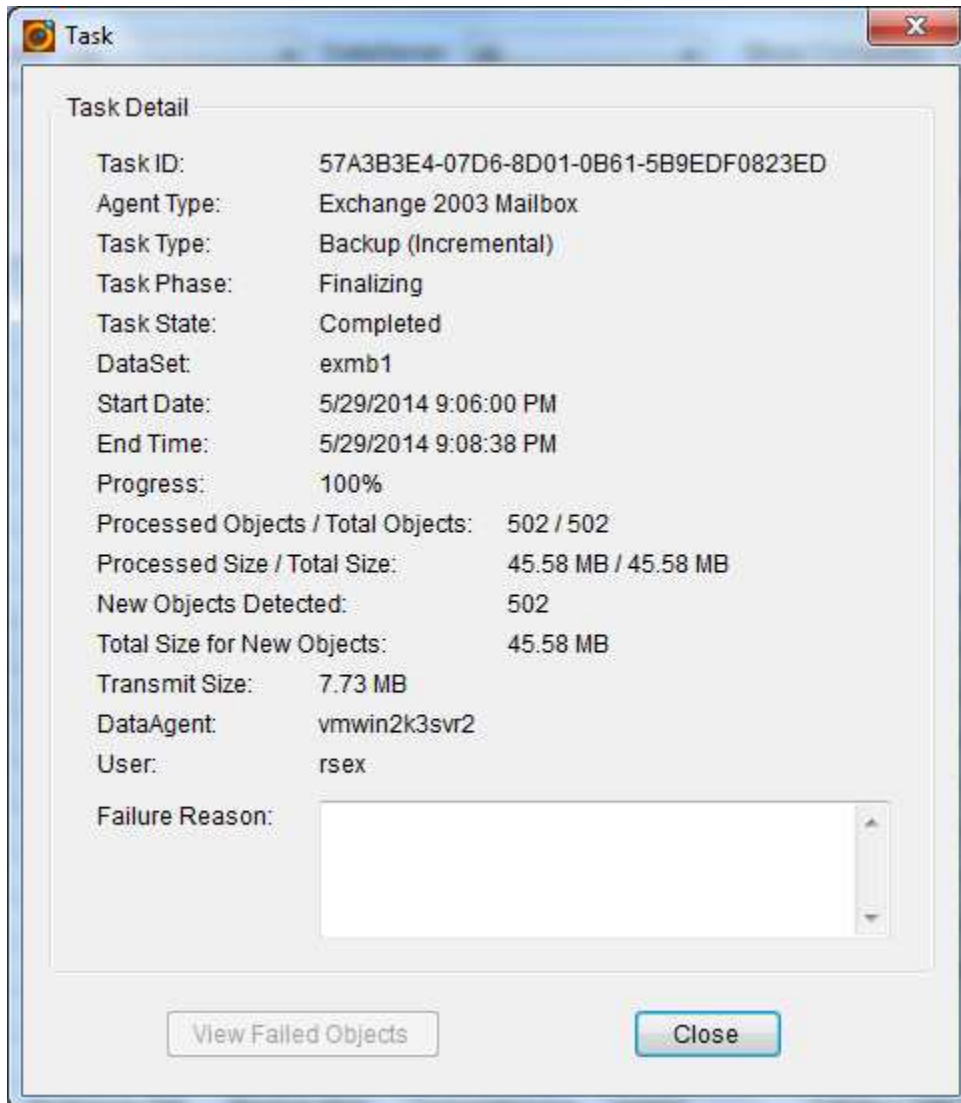 Task
Task Detail
Task ID: 57A3B3E4-07D6-8D01-0B61-5B9EDF0823ED
Agent Type: Exchange 2003 Mailbox
Task Type: Backup (Incremental)
Task Phase: Finalizing
Task State: Completed
DataSet: exmb1
Start Date: 5/29/2014 9:06:00 PM
End Time: 5/29/2014 9:08:38 PM
Progress: 100%
Processed Objects / Total Objects: 502 / 502
Processed Size / Total Size: 45.58 MB / 45.58 MB
New Objects Detected: 502
Total Size for New Objects: 45.58 MB
Transmit Size: 7.73 MB
DataAgent: vmwin2k3svr2
User: rsex
Failure Reason:
View Failed Objects Close